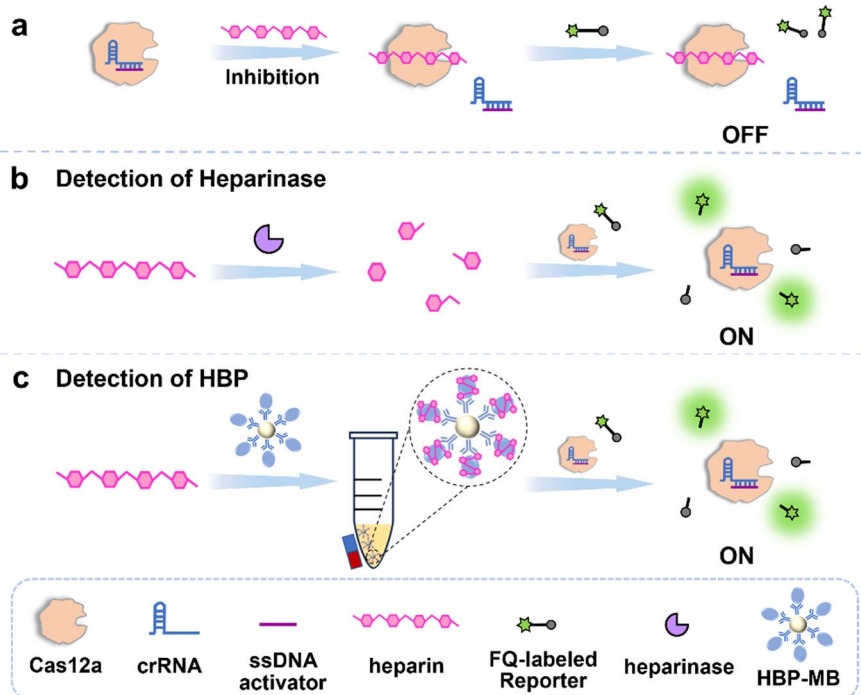 a
Inhibition
OFF
b Detection of Heparinase
ON
c Detection of HBP
ON
Cas12a
crRNA
ssDNA
activator
heparin
FQ-labeled
Reporter
heparinase
HBP-MB